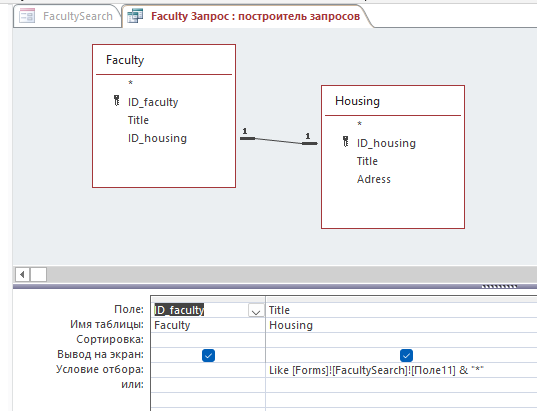 FacultySearch
Faculty Запрос : построитель запросов
Faculty
*
ID_faculty
Title
ID_housing
1
1
Housing
*
ID_housing
Title
Adress
Поле: ID_faculty Title
Имя таблицы: Faculty Housing
Сортировка:
Вывод на экран:
Условие отбора: Like [Forms]![FacultySearch]![Поле11] & "*"
или: